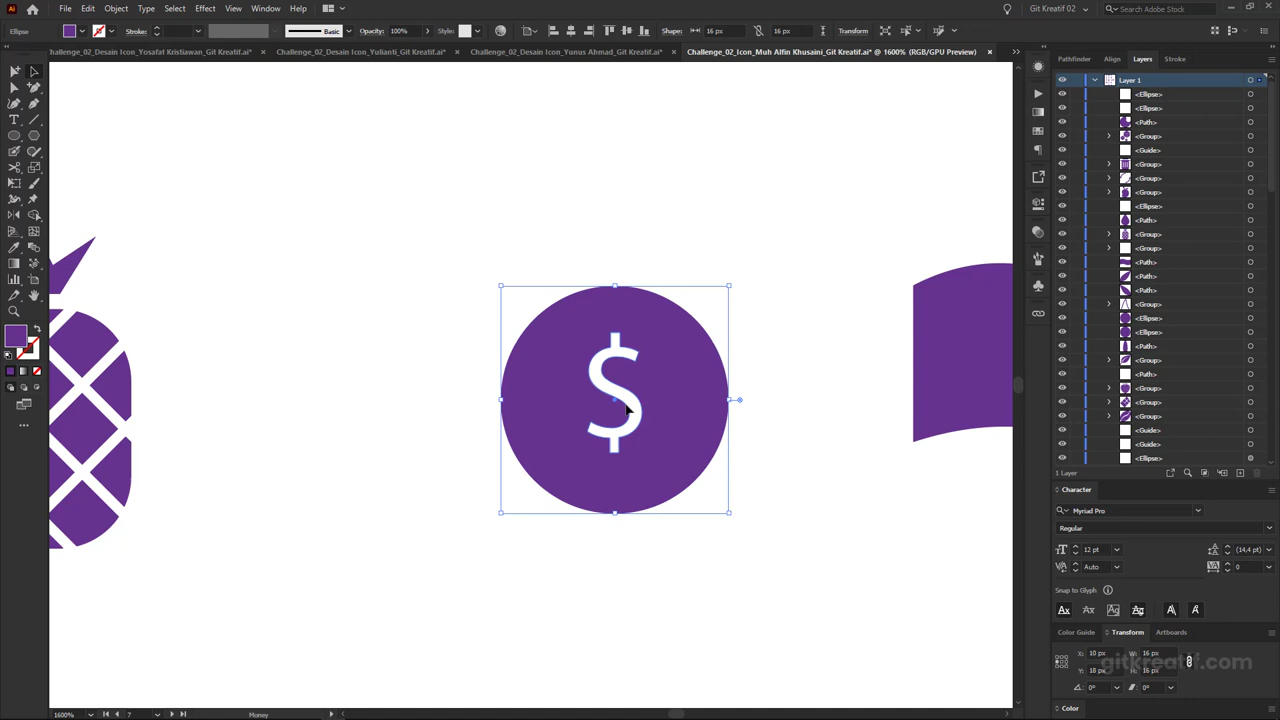 Ai File Edit Object Type Select Effect View Window Help Git Kreatif 02 Search Adobe Stock
Ellipse Stroke: Basic Opacity: 100% Style: Shape: 16 px 16 px Transform
hallenge_02_Desain Icon_Yosafat Kristiawan_Git Kreatif.ai* × Challenge_02_Desain Icon_Yulianti_Git Kreatif.ai* × Challenge_02_Desain Icon_Yunus Ahmad_Git Kreatif.ai* × Challenge_02_Icon_Muh Alfin Khusaini_Git Kreatif.ai* @ 1600% (RGB/GPU Preview) ×
Pathfinder Align Layers Stroke
Layer 1
<Ellipse>
<Ellipse>
<Path>
<Group>
<Guide>
<Group>
<Group>
<Group>
<Ellipse>
<Path>
<Group>
<Group>
<Path>
<Path>
<Path>
<Group>
<Ellipse>
<Ellipse>
<Path>
<Group>
<Path>
<Group>
<Group>
<Group>
<Guide>
<Guide>
<Ellipse>
$
1 Layer
Character
Myriad Pro
Regular
12 pt (14,4 pt)
Auto 0
Snap to Glyph
Ax Ax Ag Ag A A
Color Guide Transform Artboards
X: 10 px W: 16 px
Y: 18 px H: 16 px
gitkreatif.com
0° 0°
Color
1600% 7 Money